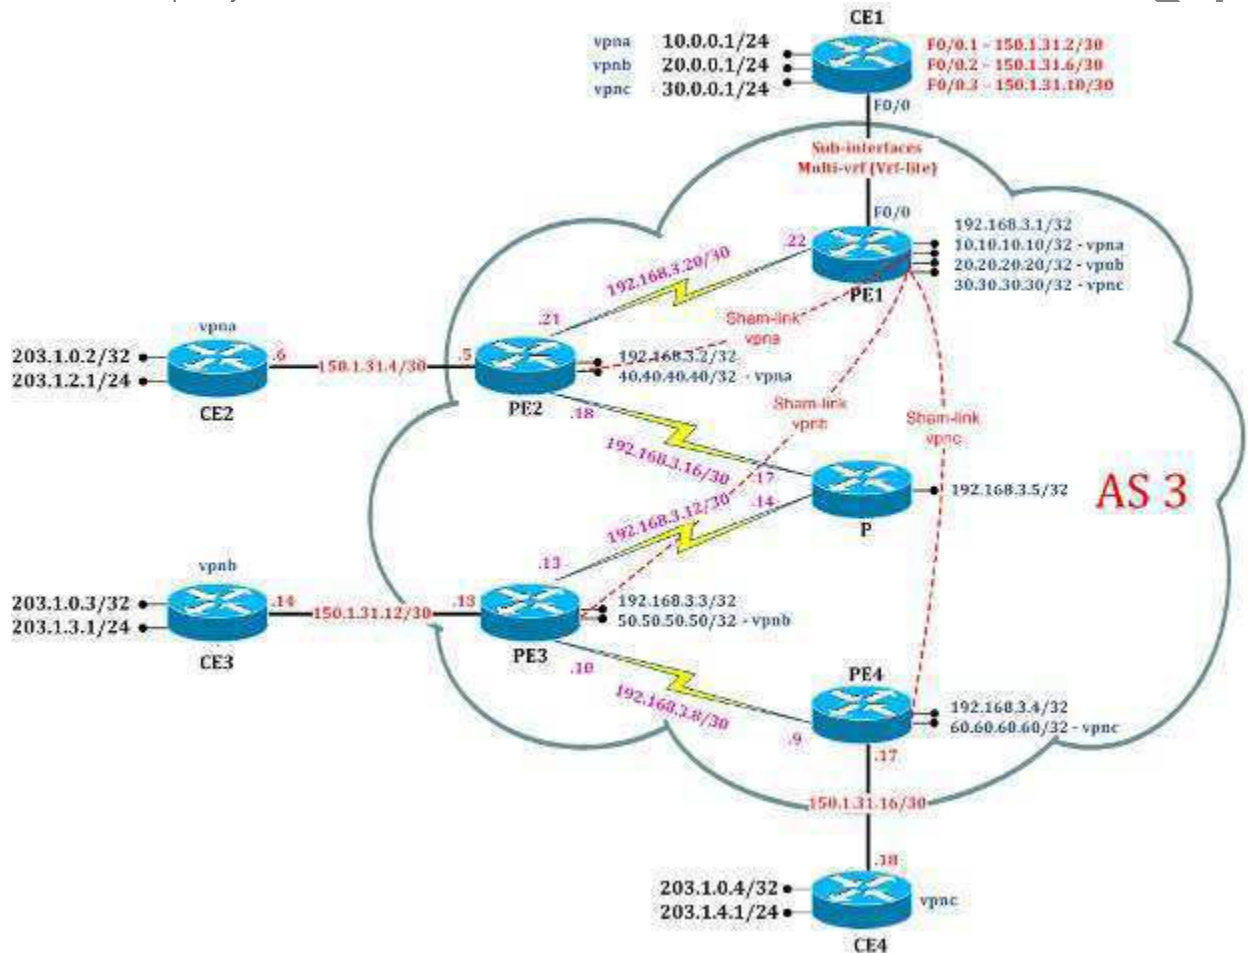 CE1
vpna 10.0.0.1/24
vpnb 20.0.0.1/24
vpnc 30.0.0.1/24
F0/0.1 - 150.1.31.2/30
F0/0.2 - 150.1.31.6/30
F0/0.3 - 150.1.31.10/30
F0/0
Sub-interfaces
Multi-vrf (Vrf-lite)
F0/0
.22
192.168.3.1/32
10.10.10.10/32 - vpna
20.20.20.20/32 - vpnb
30.30.30.30/32 - vpnc
PE1
192.168.3.20/30
.21
Sham-link
vpna
vpna
203.1.0.2/32
203.1.2.1/24
.6
150.1.31.4/30
.5
CE2
192.168.3.2/32
40.40.40.40/32 - vpna
PE2
.18
Sham-link
vpnb
Sham-link
vpnc
192.168.3.16/30
.17
192.168.3.5/32
AS 3
.14
P
192.168.3.12/30
.13
vpnb
203.1.0.3/32
203.1.3.1/24
.14
150.1.31.12/30
.13
CE3
192.168.3.3/32
50.50.50.50/32 - vpnb
PE3
.10
192.168.3.8/30
.9
PE4
192.168.3.4/32
60.60.60.60/32 - vpnc
.17
150.1.31.16/30
.18
203.1.0.4/32
203.1.4.1/24
vpnc
CE4